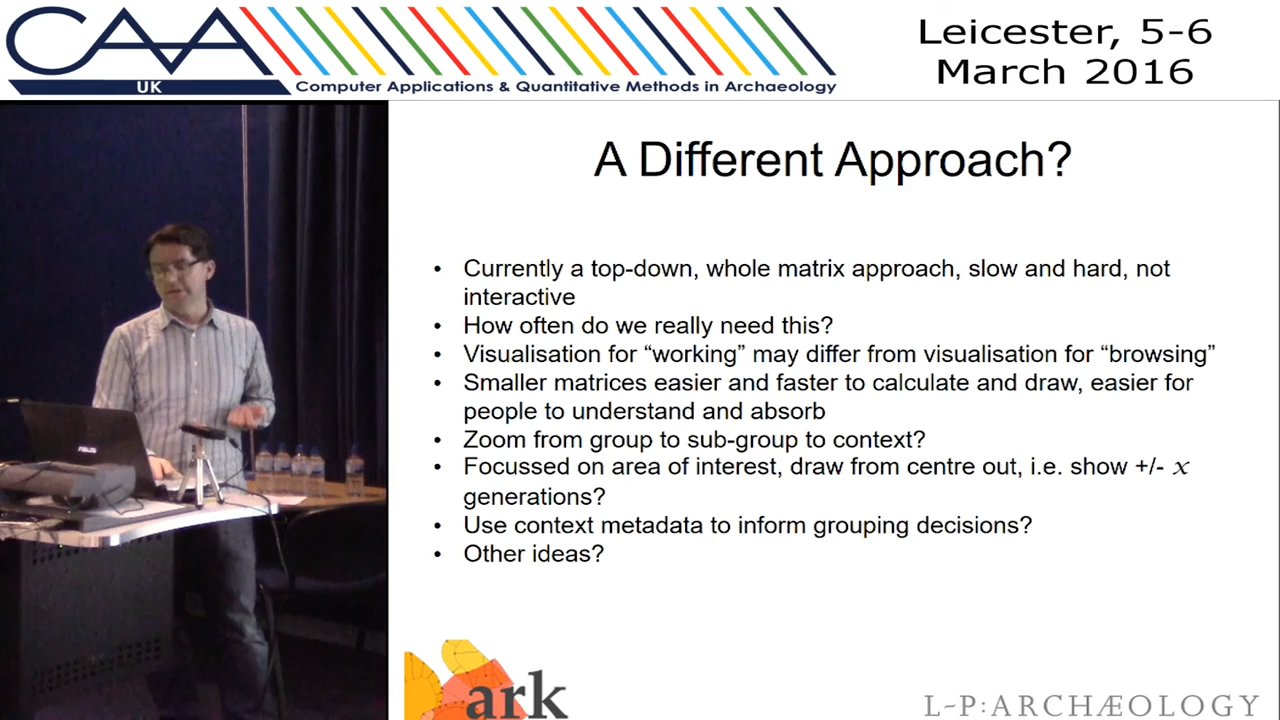 CAA
UK
Computer Applications & Quantitative Methods in Archaeology
Leicester, 5-6
March 2016
A Different Approach?
• Currently a top-down, whole matrix approach, slow and hard, not
interactive
• How often do we really need this?
• Visualisation for “working” may differ from visualisation for “browsing”
• Smaller matrices easier and faster to calculate and draw, easier for
people to understand and absorb
• Zoom from group to sub-group to context?
• Focussed on area of interest, draw from centre out, i.e. show +/- x
generations?
• Use context metadata to inform grouping decisions?
• Other ideas?
ASUS
ark
L~P:ARCHÆOLOGY